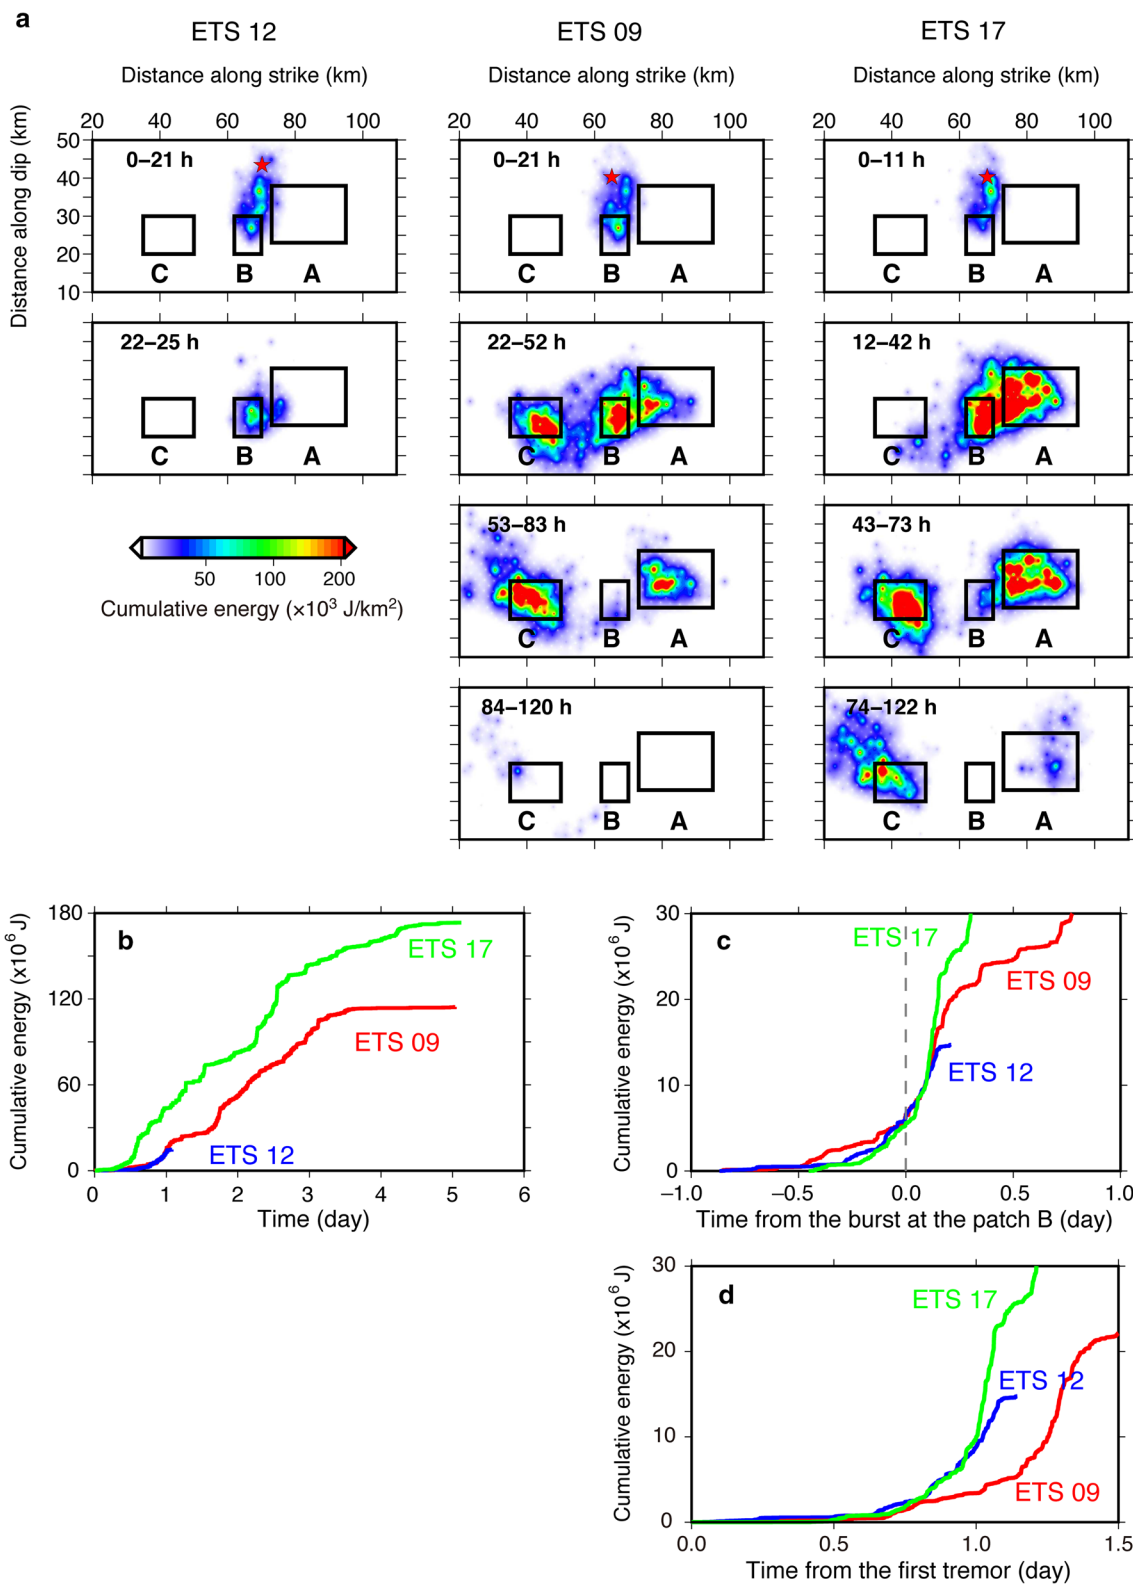 a
ETS 12
ETS 09
ETS 17
Distance along strike (km)
Distance along strike (km)
Distance along strike (km)
20 40 60 80 100
20 40 60 80 100
20 40 60 80 100
Distance along dip (km)
50
40
30
20
10
0–21 h
C B A
0–21 h
C B A
0–11 h
C B A
22–25 h
C B A
22–52 h
C B A
12–42 h
C B A
50 100 200
Cumulative energy (×10³ J/km²)
53–83 h
C B A
43–73 h
C B A
84–120 h
C B A
74–122 h
C B A
b
Cumulative energy (x10⁶ J)
180
120
60
0
ETS 17
ETS 09
ETS 12
0 1 2 3 4 5 6
Time (day)
c
Cumulative energy (x10⁶ J)
30
20
10
0
ETS 17
ETS 09
ETS 12
–1.0 –0.5 0.0 0.5 1.0
Time from the burst at the patch B (day)
d
Cumulative energy (x10⁶ J)
30
20
10
0
ETS 17
ETS 12
ETS 09
0.0 0.5 1.0 1.5
Time from the first tremor (day)